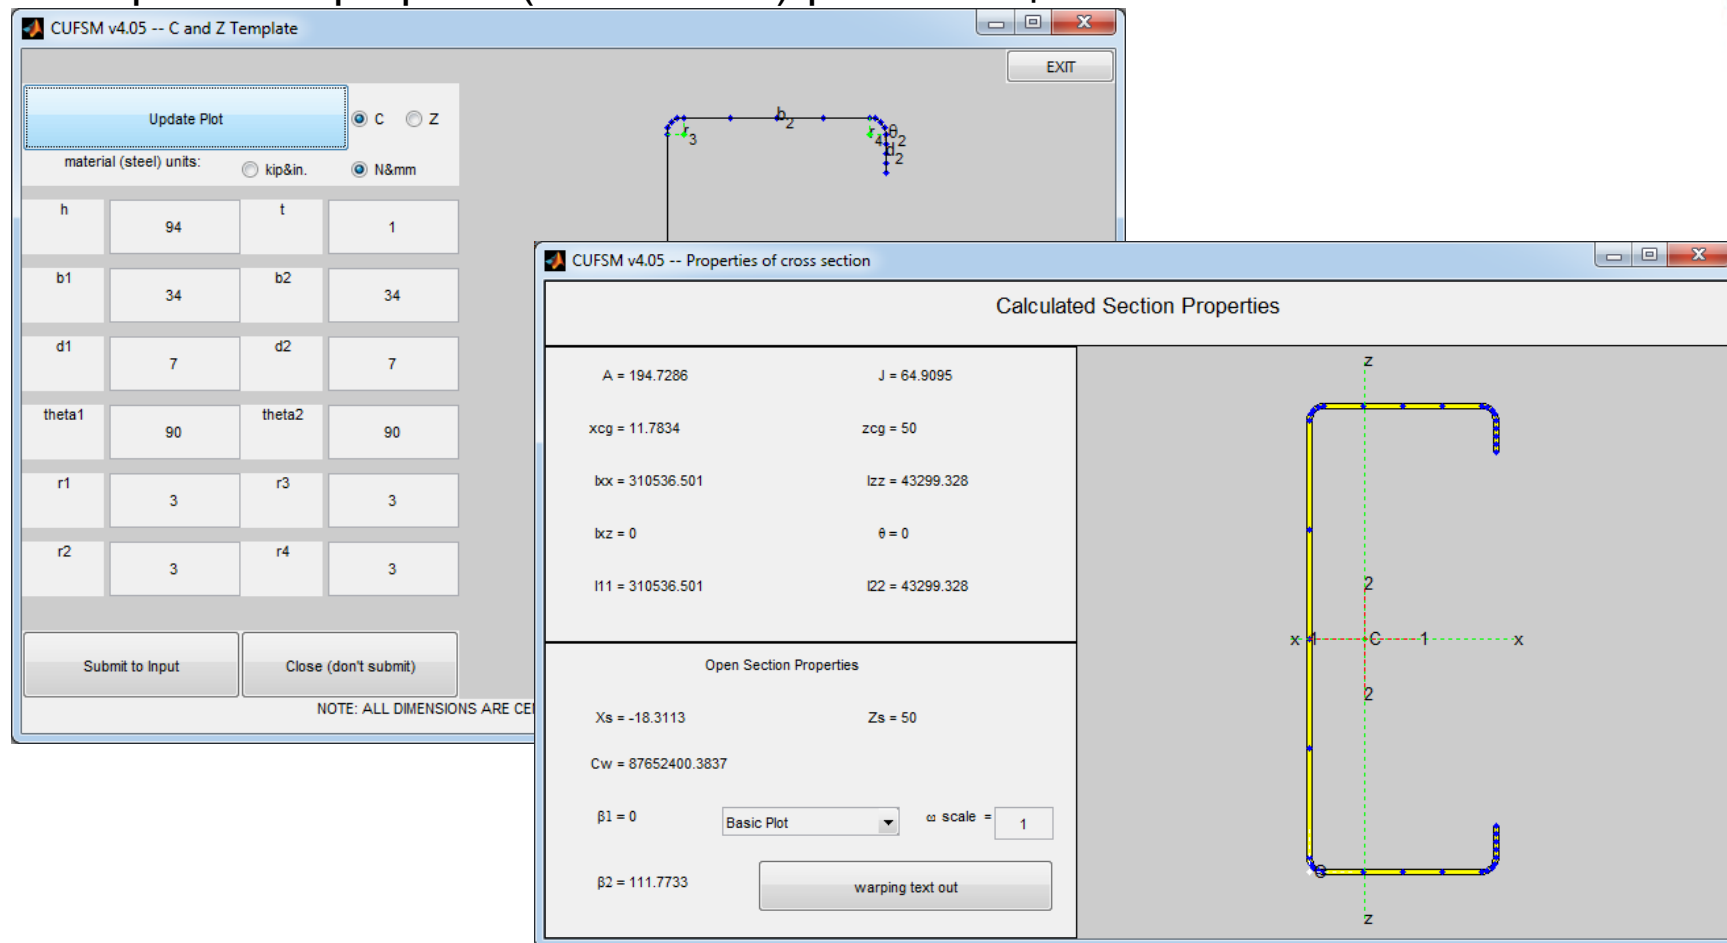 CUFSM v4.05 -- C and Z Template
EXIT
Update Plot
C Z
material (steel) units:
kip&in. N&mm
h 94 t 1
b1 34 b2 34
d1 7 d2 7
theta1 90 theta2 90
r1 3 r3 3
r2 3 r4 3
Submit to Input Close (don't submit)
NOTE: ALL DIMENSIONS ARE CE
b2
r3
r4 θ2
d2
CUFSM v4.05 -- Properties of cross section
Calculated Section Properties
A = 194.7286 J = 64.9095
xcg = 11.7834 zcg = 50
Ixx = 310536.501 Izz = 43299.328
Ixz = 0 θ = 0
I11 = 310536.501 I22 = 43299.328
Open Section Properties
Xs = -18.3113 Zs = 50
Cw = 87652400.3837
β1 = 0 Basic Plot ω scale = 1
β2 = 111.7733 warping text out
z
2
x 1 C 1 x
2
z